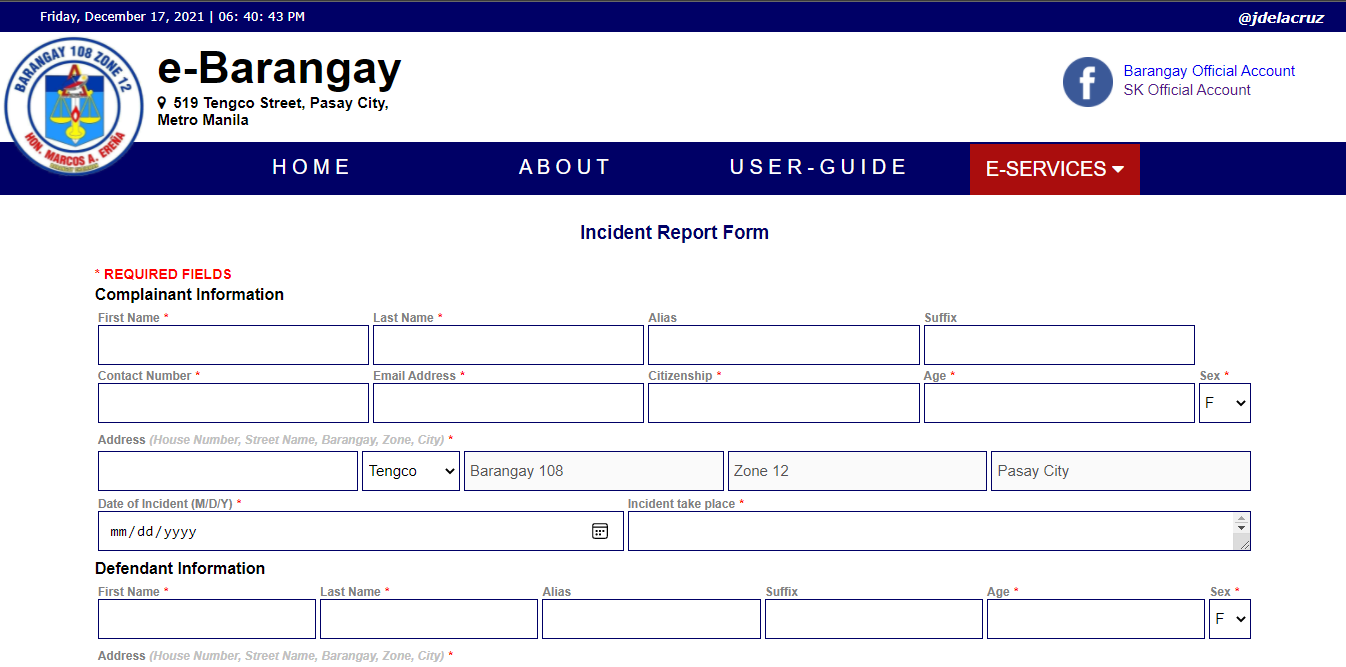 Friday, December 17, 2021 | 06: 40: 43 PM
@jdelacruz
BARANGAY 108 ZONE 12
HON. MARCOS A. EREÑA
e-Barangay
519 Tengco Street, Pasay City,
Metro Manila
Barangay Official Account
SK Official Account
HOME ABOUT USER-GUIDE E-SERVICES
Incident Report Form
* REQUIRED FIELDS
Complainant Information
First Name * Last Name * Alias Suffix
Contact Number * Email Address * Citizenship * Age * Sex *
F
Address (House Number, Street Name, Barangay, Zone, City) *
Tengco Barangay 108 Zone 12 Pasay City
Date of Incident (M/D/Y) * Incident take place *
mm/dd/yyyy
Defendant Information
First Name * Last Name * Alias Suffix Age * Sex *
F
Address (House Number, Street Name, Barangay, Zone, City) *